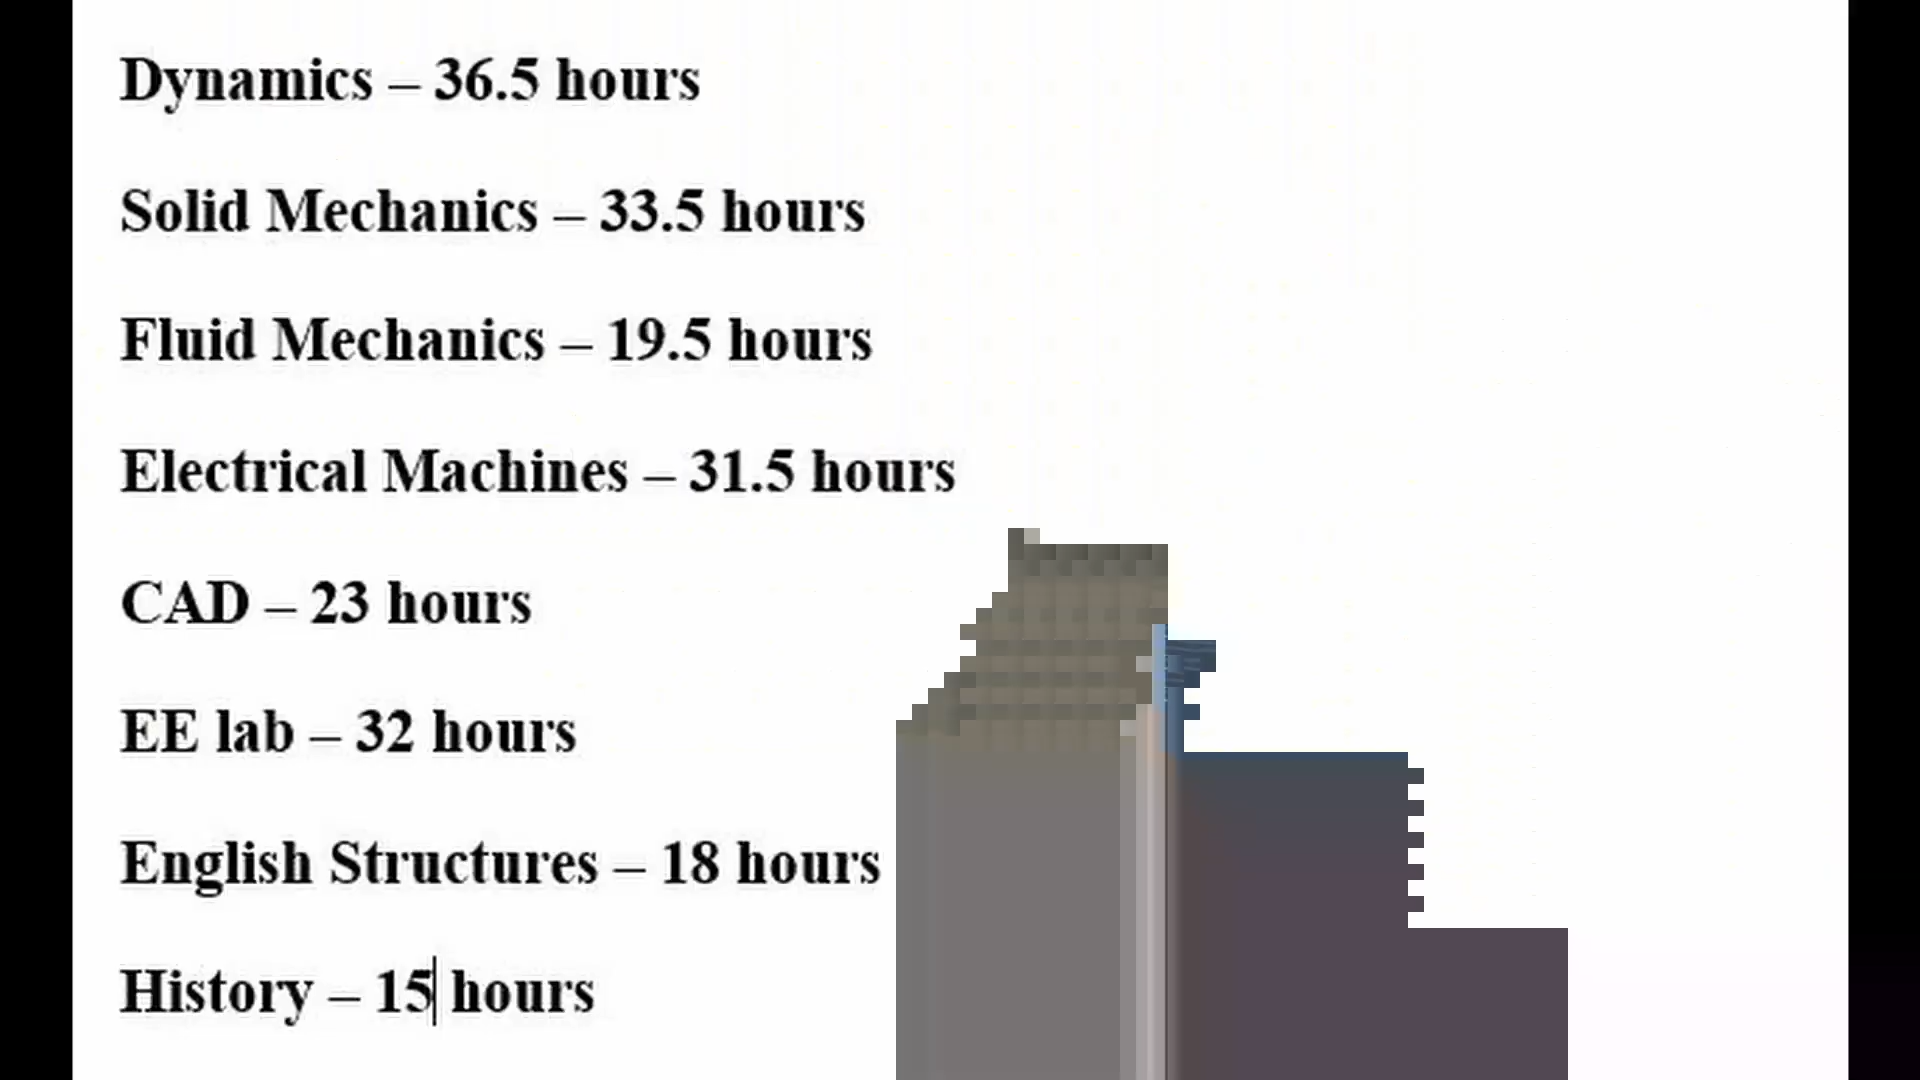 Dynamics – 36.5 hours
Solid Mechanics – 33.5 hours
Fluid Mechanics – 19.5 hours
Electrical Machines – 31.5 hours
CAD – 23 hours
EE lab – 32 hours
English Structures – 18 hours
History – 15 hours